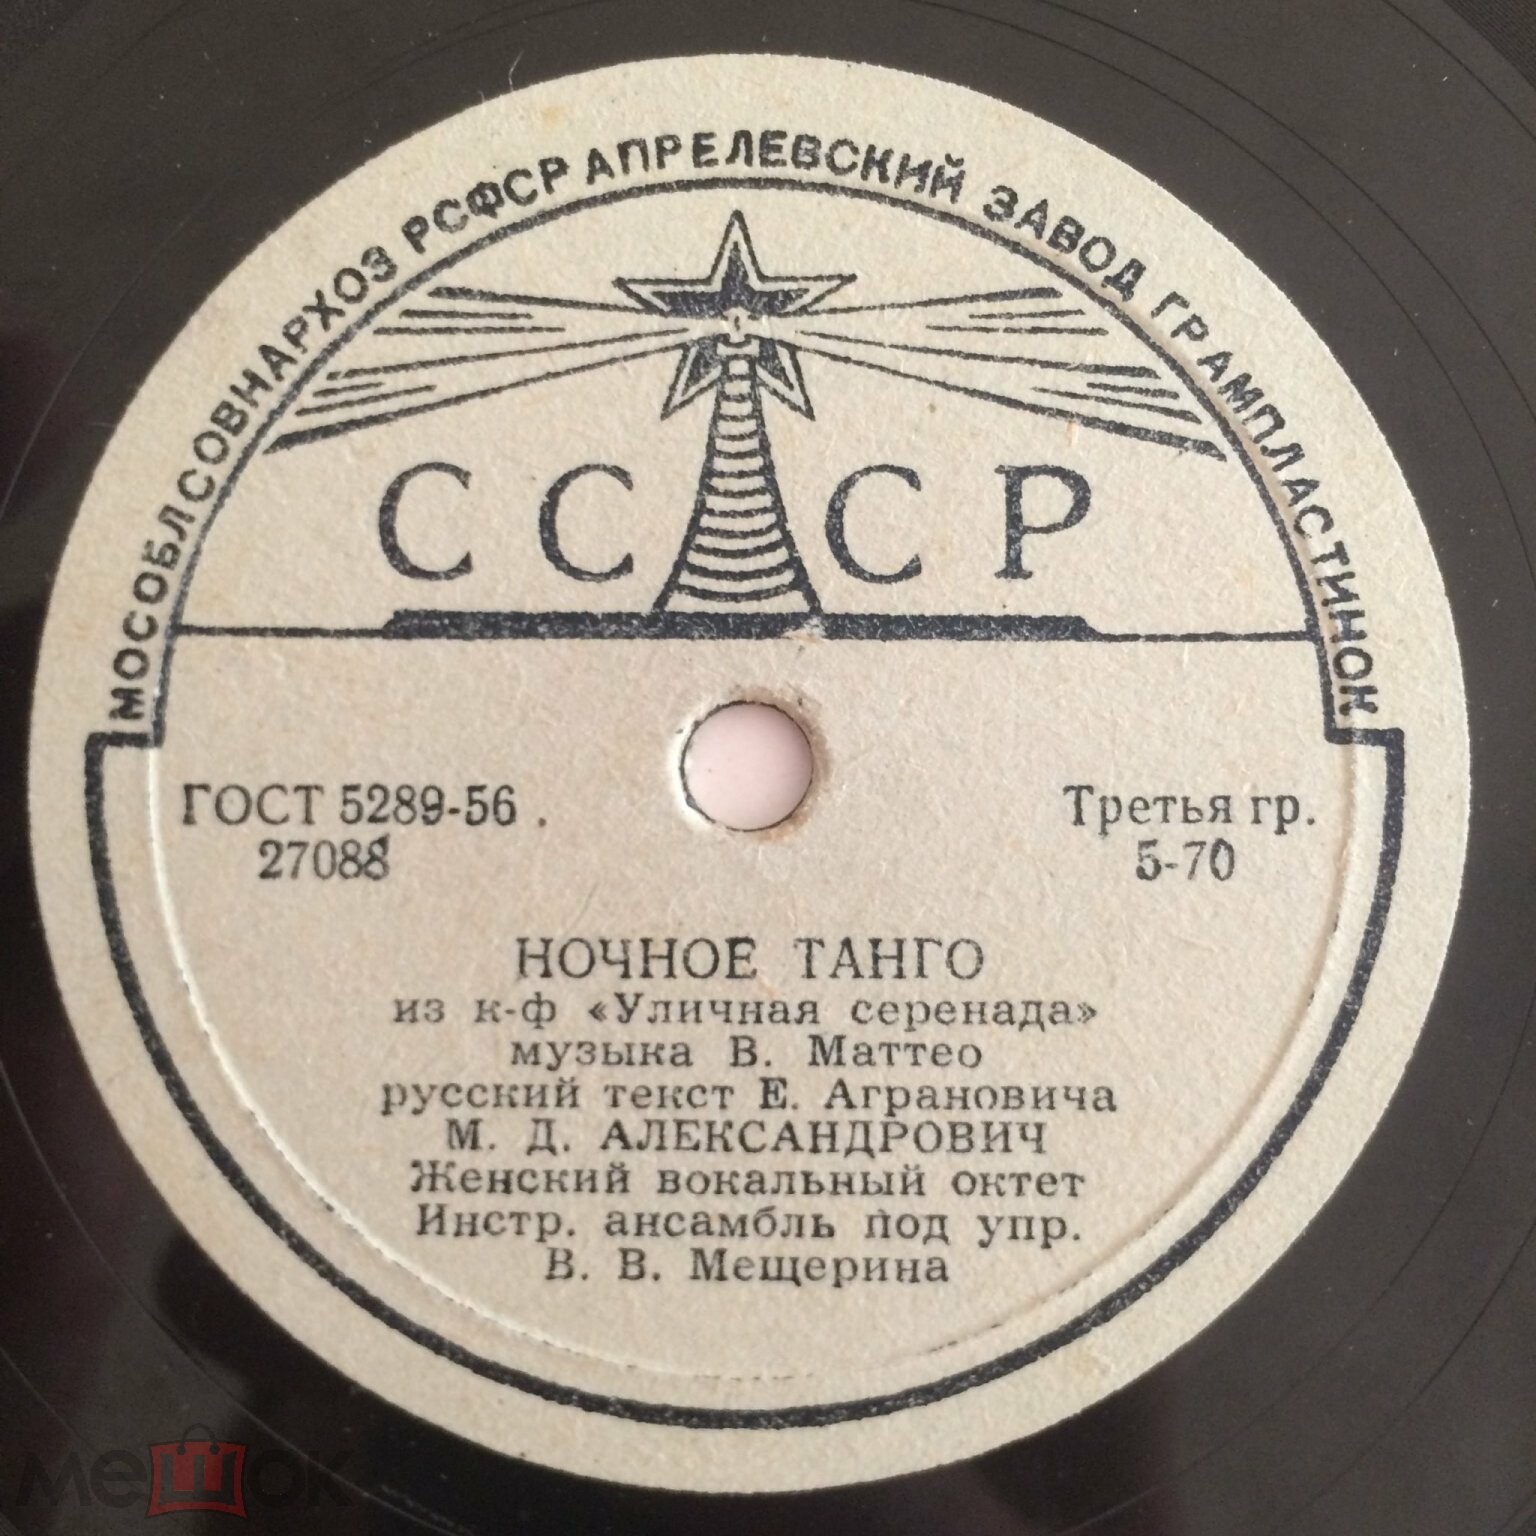 МОСОБЛСОВНАРХОЗ РСФСР АПРЕЛЕВСКИЙ ЗАВОД ГРАМПЛАСТИНОК
СССР
ГОСТ 5289-56.
27088
Третья гр.
5-70
НОЧНОЕ ТАНГО
из к-ф «Уличная серенада»
музыка В. Маттео
русский текст Е. Аграновича
М. Д. АЛЕКСАНДРОВИЧ
Женский вокальный октет
Инстр. ансамбль под упр.
В. В. Мещерина
мешок